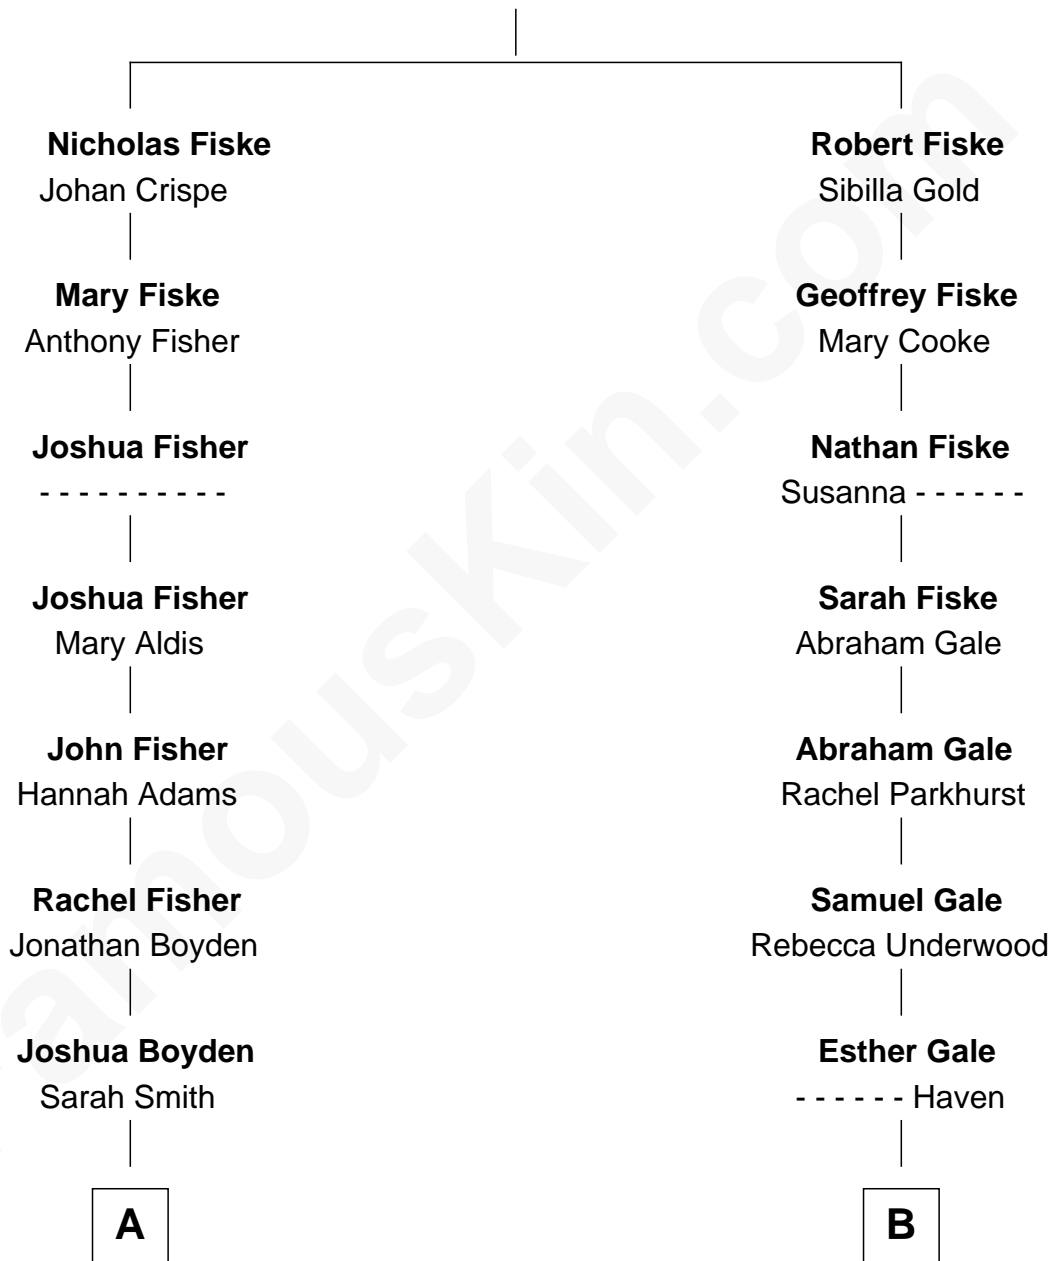 Nicholas Fiske
Johan Crispe
Mary Fiske
Anthony Fisher
Joshua Fisher
- - - - - - - - - -
Joshua Fisher
Mary Aldis
John Fisher
Hannah Adams
Rachel Fisher
Jonathan Boyden
Joshua Boyden
Sarah Smith
A
Robert Fiske
Sibilla Gold
Geoffrey Fiske
Mary Cooke
Nathan Fiske
Susanna - - - - - -
Sarah Fiske
Abraham Gale
Abraham Gale
Rachel Parkhurst
Samuel Gale
Rebecca Underwood
Esther Gale
- - - - - - Haven
B
amousKin.com